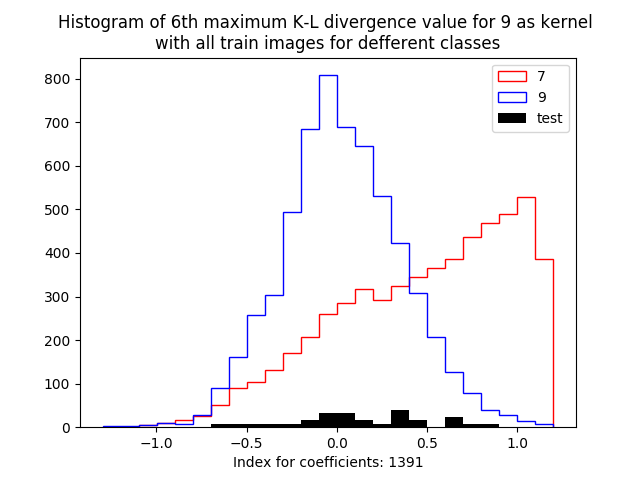 Histogram of 6th maximum K-L divergence value for 9 as kernel
with all train images for defferent classes
7
9
test
800
700
600
500
400
300
200
100
0
−1.0 −0.5 0.0 0.5 1.0
Index for coefficients: 1391